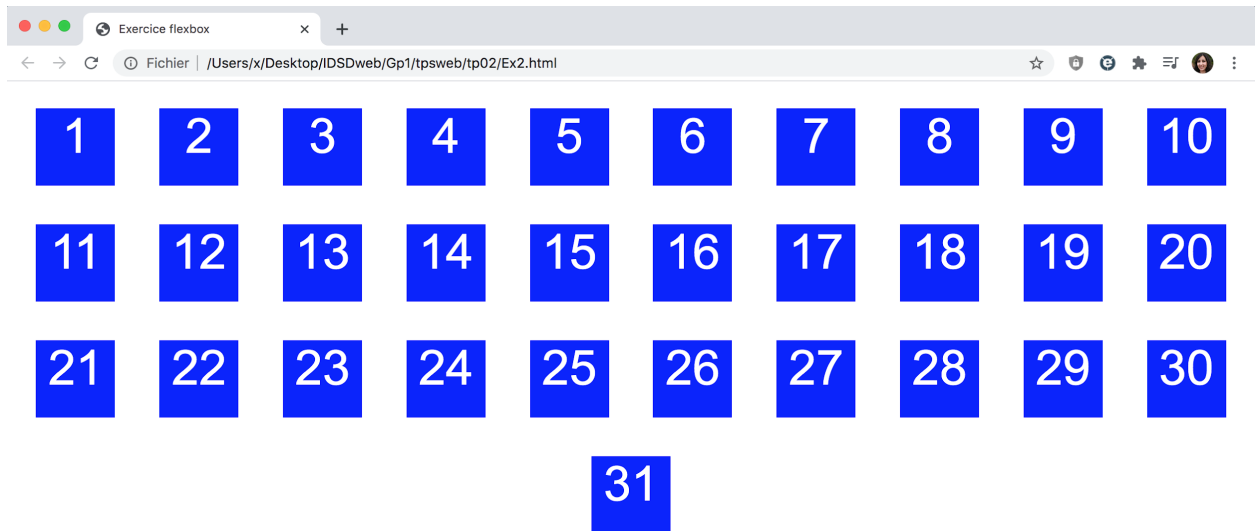 Exercice flexbox
Fichier | /Users/x/Desktop/IDSDweb/Gp1/tpsweb/tp02/Ex2.html
1 2 3 4 5 6 7 8 9 10
11 12 13 14 15 16 17 18 19 20
21 22 23 24 25 26 27 28 29 30
31